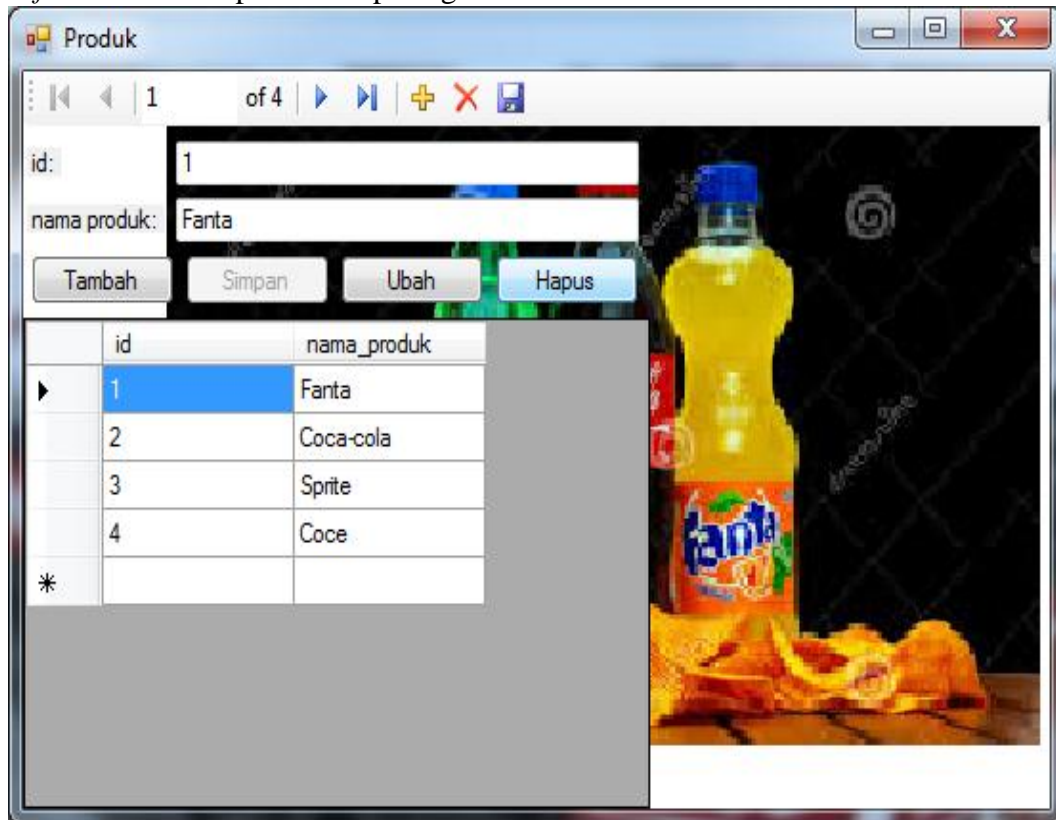 Produk
1 of 4
id: 1
nama produk: Fanta
Tambah Simpan Ubah Hapus
id nama_produk
1 Fanta
2 Coca-cola
3 Sprite
4 Coce
fanta